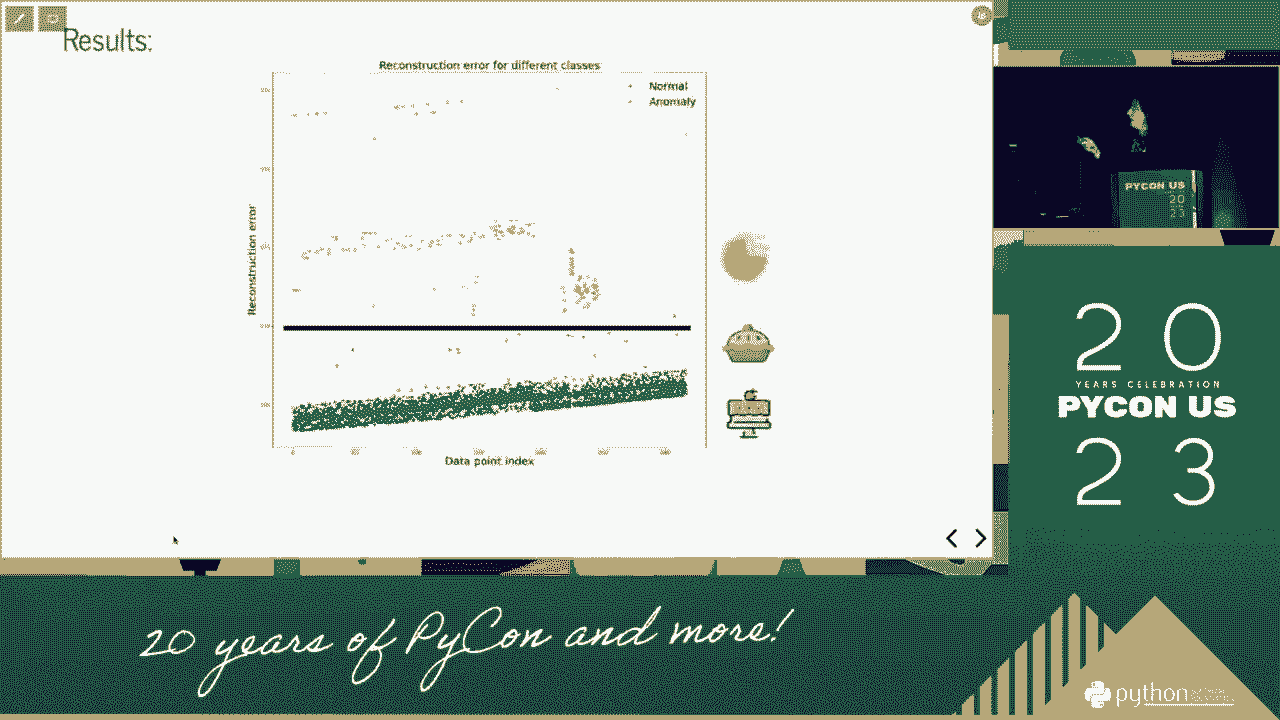 Results:
Reconstruction error for different classes
Normal
Anomaly
Reconstruction error
Data point index
PYCON US
20
23
20
YEARS CELEBRATION
PYCON US
23
20 years of PyCon and more!
python